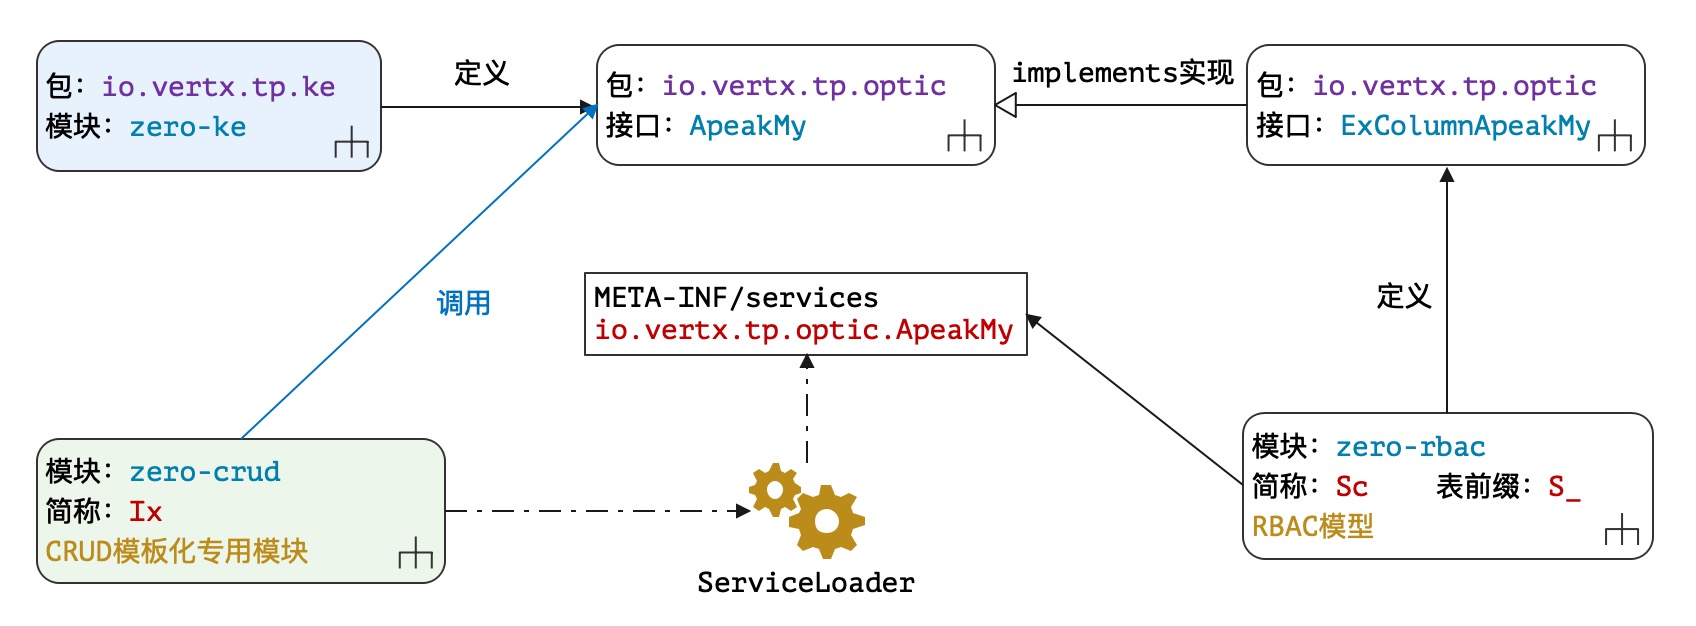 包：io.vertx.tp.ke
模块：zero-ke
定义
包：io.vertx.tp.optic
接口：ApeakMy
implements实现
包：io.vertx.tp.optic
接口：ExColumnApeakMy
调用
META-INF/services
io.vertx.tp.optic.ApeakMy
定义
模块：zero-crud
简称：Ix
CRUD模板化专用模块
ServiceLoader
模块：zero-rbac
简称：Sc 表前缀：S_
RBAC模型